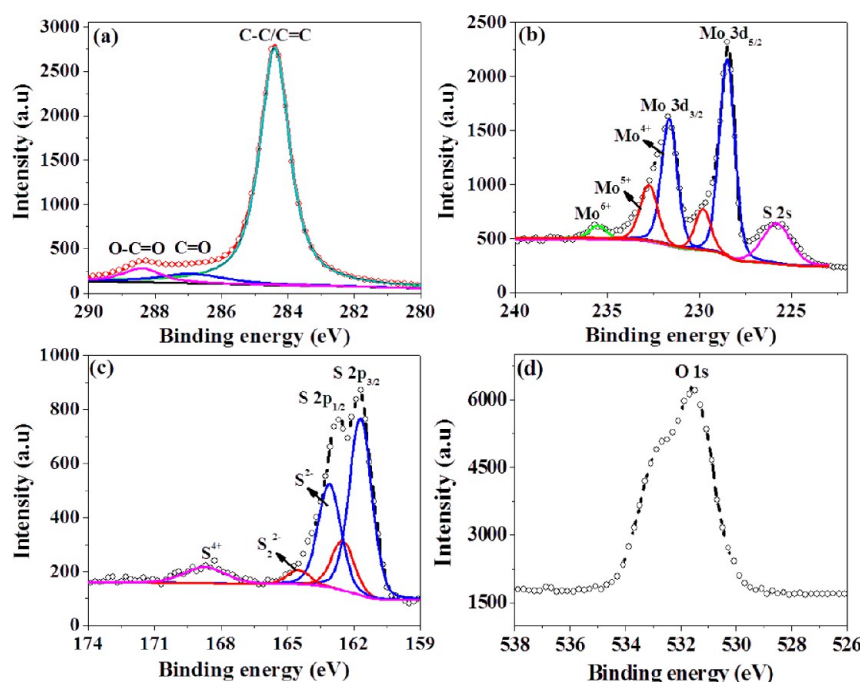 (a)
C-C/C=C
O-C=O
C=O
3000
2500
2000
1500
1000
500
0
Intensity (a.u)
290 288 286 284 282 280
Binding energy (eV)
(b)
Mo 3d5/2
Mo 3d3/2
Mo4+
Mo5+
Mo6+
S 2s
2500
2000
1500
1000
500
0
Intensity (a.u)
240 235 230 225
Binding energy (eV)
(c)
S 2p3/2
S 2p1/2
S2-
S22-
S4+
1,000
800
600
400
200
0
Intensity (a.u)
174 171 168 165 162 159
Binding energy (eV)
(d)
O 1s
6000
4500
3000
1500
Intensity (a.u)
538 536 534 532 530 528 526
Binding energy (eV)